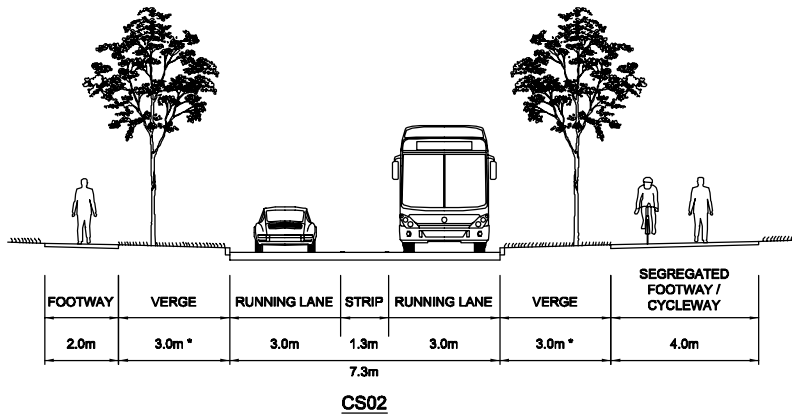 SEGREGATED
FOOTWAY VERGE RUNNING LANE STRIP RUNNING LANE VERGE FOOTWAY /
CYCLEWAY
2.0m 3.0m * 3.0m 1.3m 3.0m 3.0m * 4.0m
7.3m
CS02